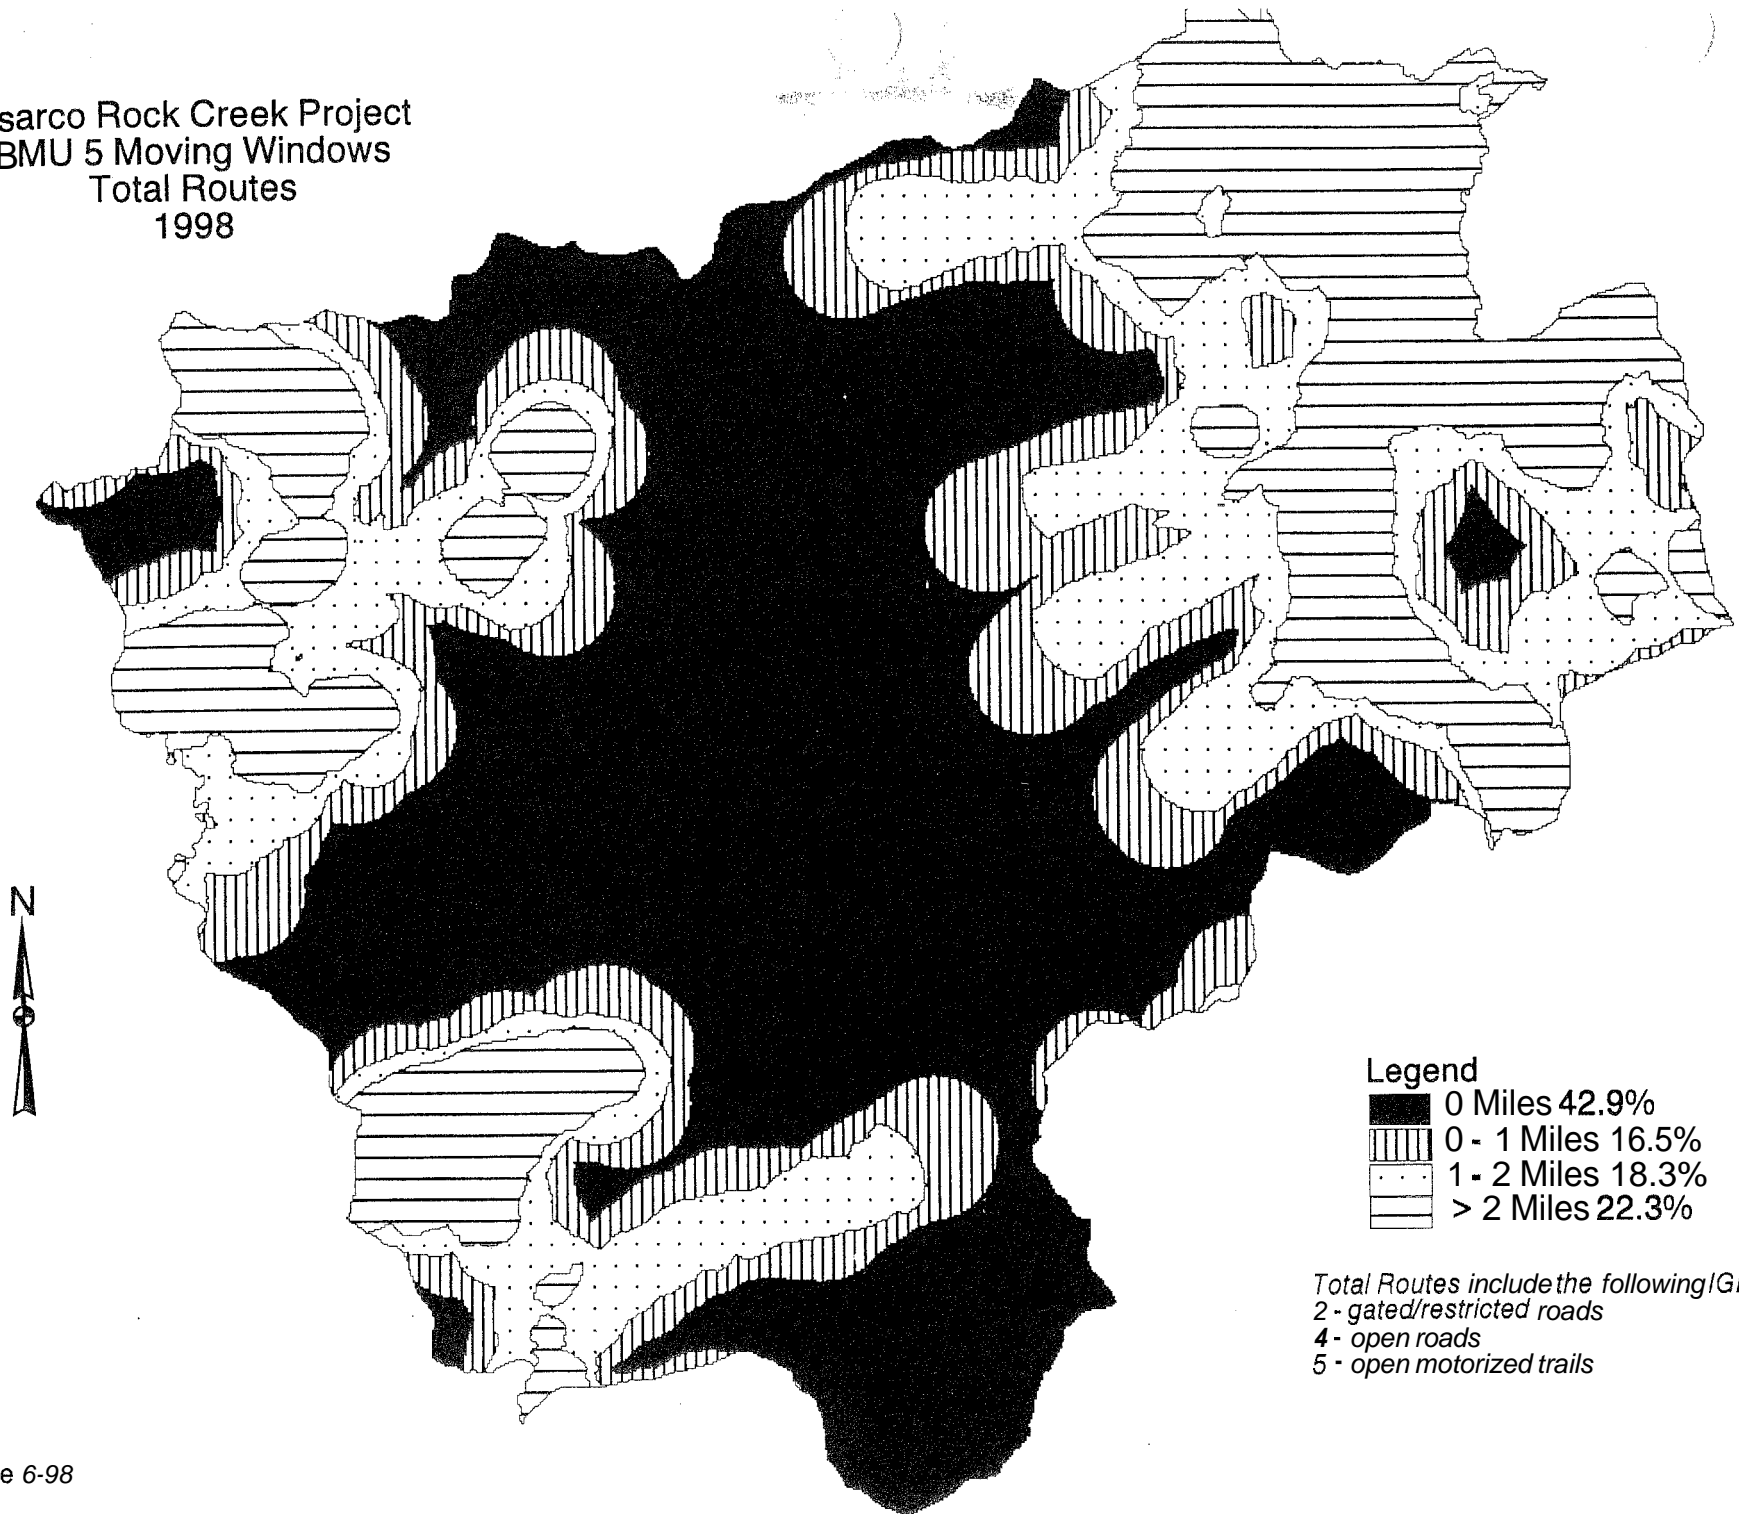 sarco Rock Creek Project
BMU 5 Moving Windows
Total Routes
1998
N
Legend
0 Miles 42.9%
0 - 1 Miles 16.5%
1 - 2 Miles 18.3%
> 2 Miles 22.3%
Total Routes include the following IG
2 - gated/restricted roads
4 - open roads
5 - open motorized trails
e 6-98